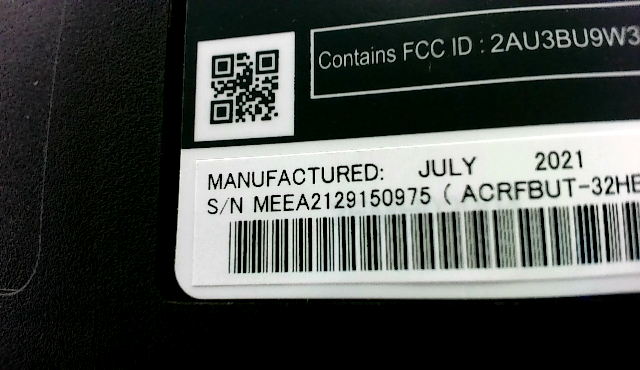 Contains FCC ID : 2AU3BU9W3
MANUFACTURED: JULY 2021
S/N MEEA2129150975 ( ACRFBUT-32HE